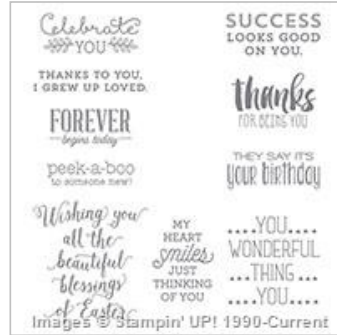 Celebrate
YOU
THANKS TO YOU,
I GREW UP LOVED.
FOREVER
begins today
peek-a-boo
to someone new!
Wishing you
all the
beautiful
blessings
of Easter
SUCCESS
LOOKS GOOD
ON YOU.
thanks
FOR BEING YOU
THEY SAY IT'S
your birthday
MY
HEART
smiles
JUST
THINKING
OF YOU
....YOU....
WONDERFUL
...THING...
....YOU....
Images © Stampin' UP! 1990-Current